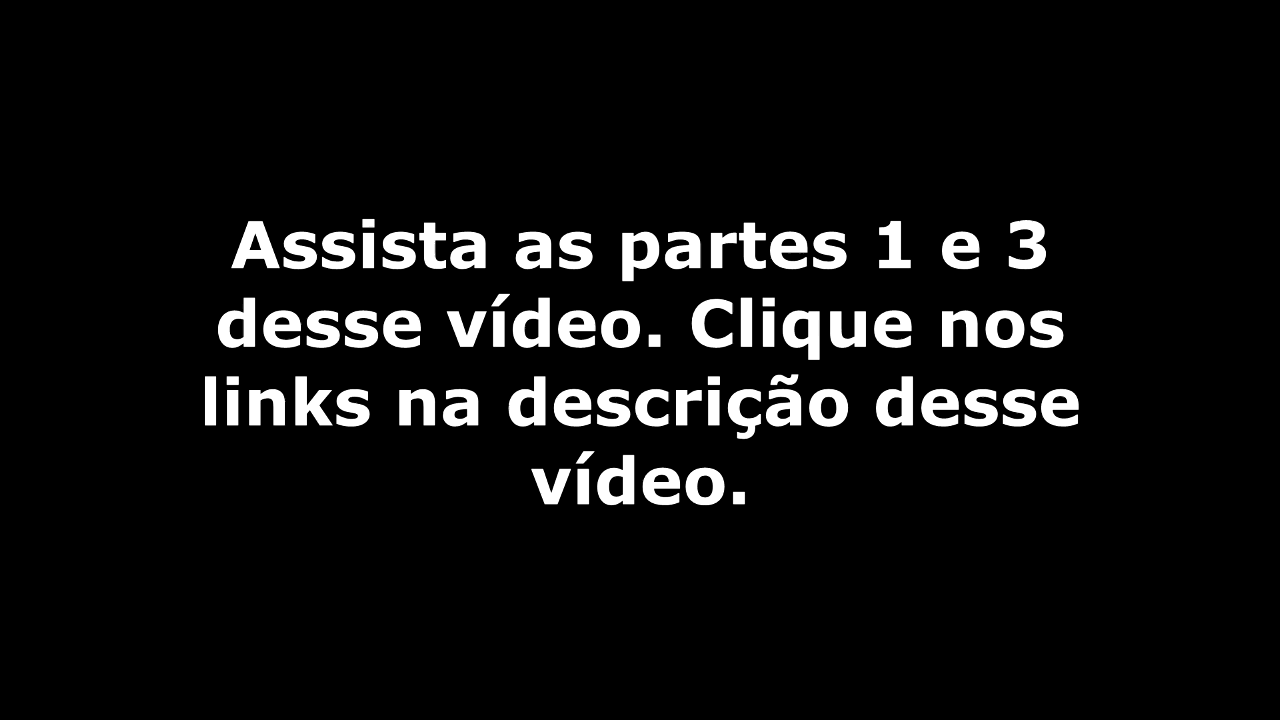 Assista as partes 1 e 3
desse vídeo. Clique nos
links na descrição desse
vídeo.